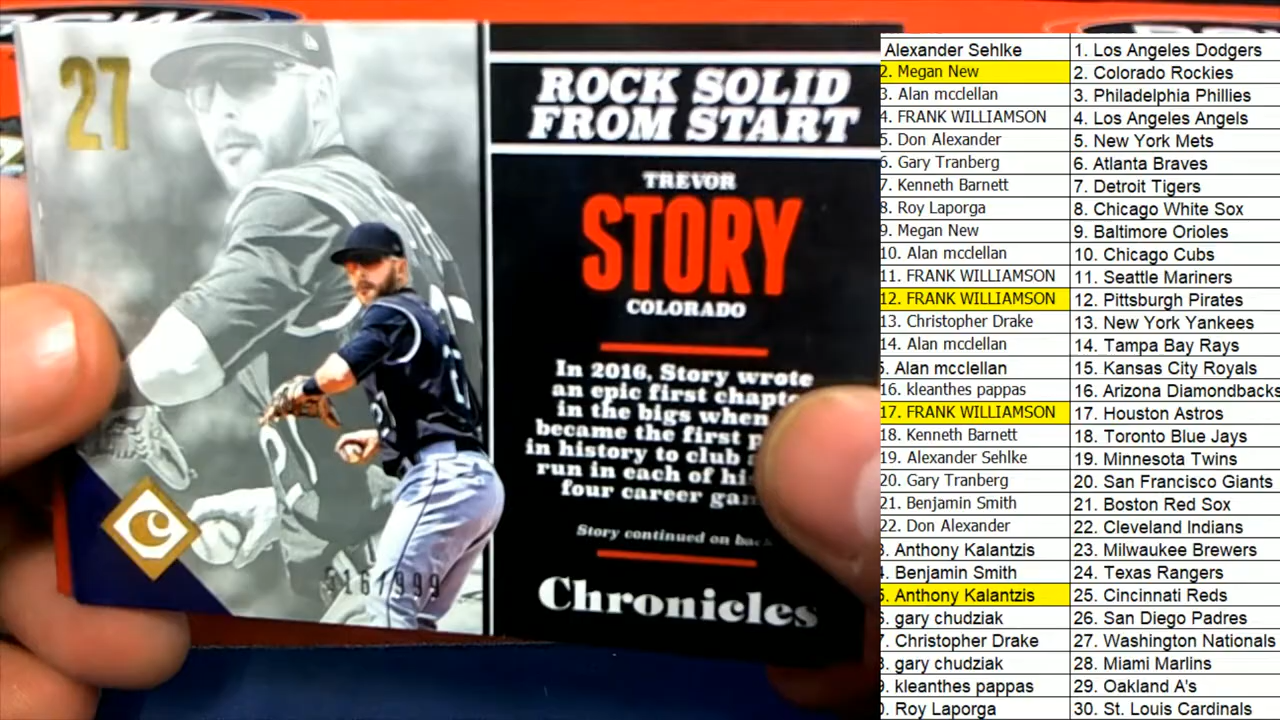 27
ROCK SOLID
FROM START
TREVOR
STORY
COLORADO
In 2016, Story wrote
an epic first
in the bigs when
became the first
in history to club
run in each of
four career
Story continued on
Chronicles
/999
Alexander Sehlke 1. Los Angeles Dodgers
2. Megan New 2. Colorado Rockies
3. Alan mcclellan 3. Philadelphia Phillies
4. FRANK WILLIAMSON 4. Los Angeles Angels
5. Don Alexander 5. New York Mets
6. Gary Tranberg 6. Atlanta Braves
7. Kenneth Barnett 7. Detroit Tigers
8. Roy Laporga 8. Chicago White Sox
9. Megan New 9. Baltimore Orioles
10. Alan mcclellan 10. Chicago Cubs
11. FRANK WILLIAMSON 11. Seattle Mariners
12. FRANK WILLIAMSON 12. Pittsburgh Pirates
13. Christopher Drake 13. New York Yankees
14. Alan mcclellan 14. Tampa Bay Rays
5. Alan mcclellan 15. Kansas City Royals
16. kleanthes pappas 16. Arizona Diamondbacks
17. FRANK WILLIAMSON 17. Houston Astros
18. Kenneth Barnett 18. Toronto Blue Jays
19. Alexander Sehlke 19. Minnesota Twins
20. Gary Tranberg 20. San Francisco Giants
21. Benjamin Smith 21. Boston Red Sox
22. Don Alexander 22. Cleveland Indians
3. Anthony Kalantzis 23. Milwaukee Brewers
4. Benjamin Smith 24. Texas Rangers
5. Anthony Kalantzis 25. Cincinnati Reds
6. gary chudziak 26. San Diego Padres
7. Christopher Drake 27. Washington Nationals
8. gary chudziak 28. Miami Marlins
9. kleanthes pappas 29. Oakland A's
0. Roy Laporga 30. St. Louis Cardinals